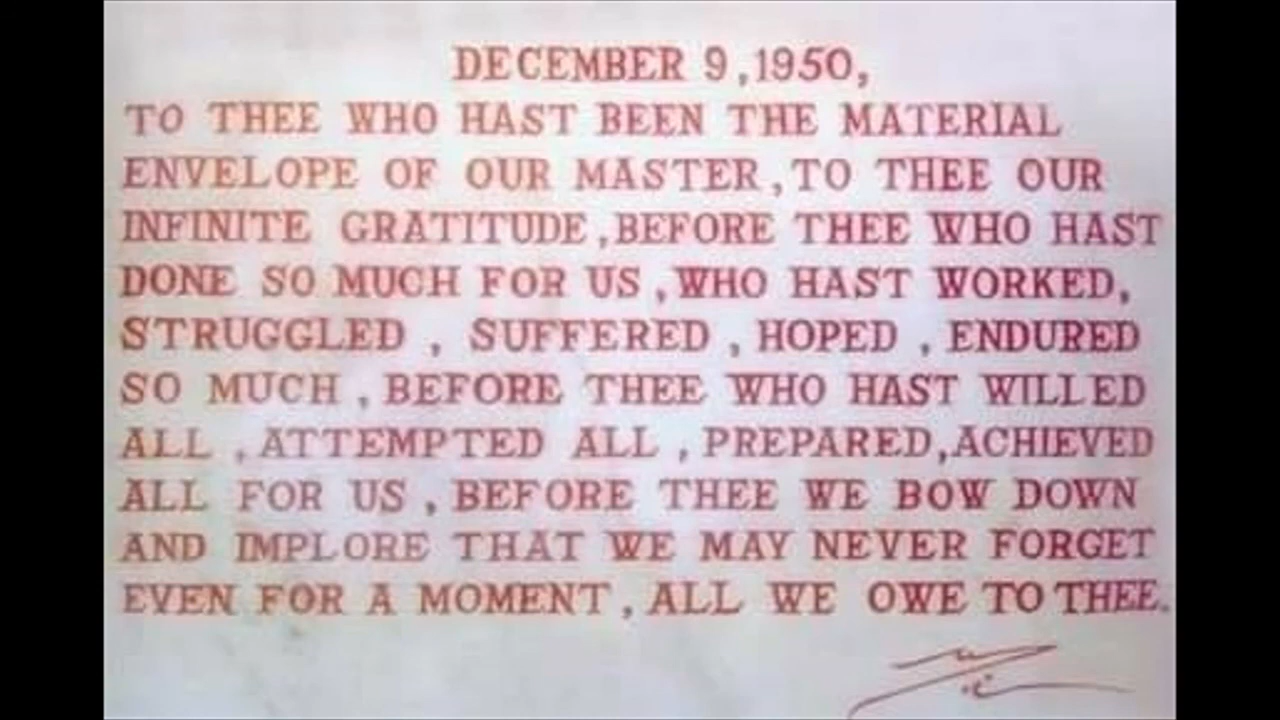 DECEMBER 9,1950,
TO THEE WHO HAST BEEN THE MATERIAL
ENVELOPE OF OUR MASTER,TO THEE OUR
INFINITE GRATITUDE,BEFORE THEE WHO HAST
DONE SO MUCH FOR US,WHO HAST WORKED,
STRUGGLED, SUFFERED, HOPED, ENDURED
SO MUCH,BEFORE THEE WHO HAST WILLED
ALL,ATTEMPTED ALL,PREPARED,ACHIEVED
ALL FOR US,BEFORE THEE WE BOW DOWN
AND IMPLORE THAT WE MAY NEVER FORGET
EVEN FOR A MOMENT,ALL WE OWE TO THEE.